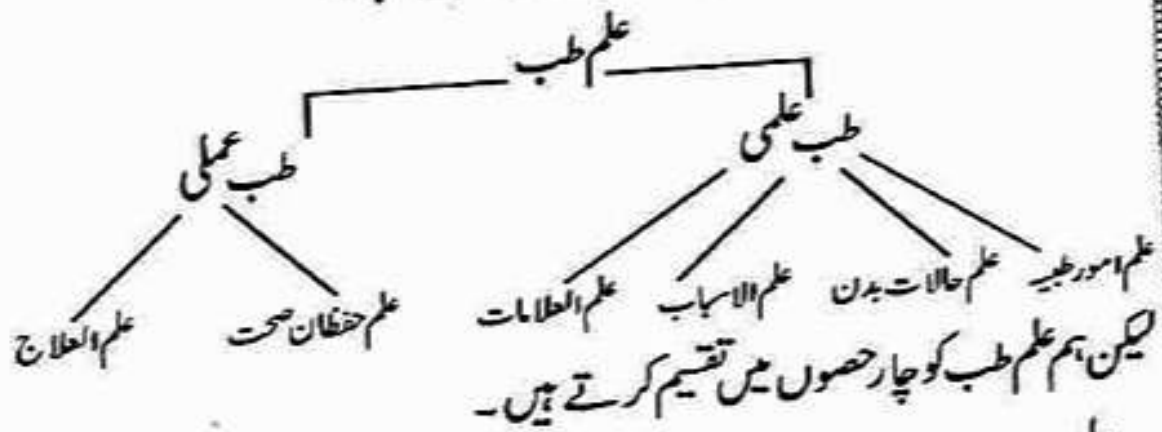 علم طب
طب علمی طب عملی
علم امور طبیہ علم حالات بدن علم الاسباب علم العلامات علم حفظان صحت علم العلاج
لیکن ہم علم طب کو چار حصوں میں تقسیم کرتے ہیں۔